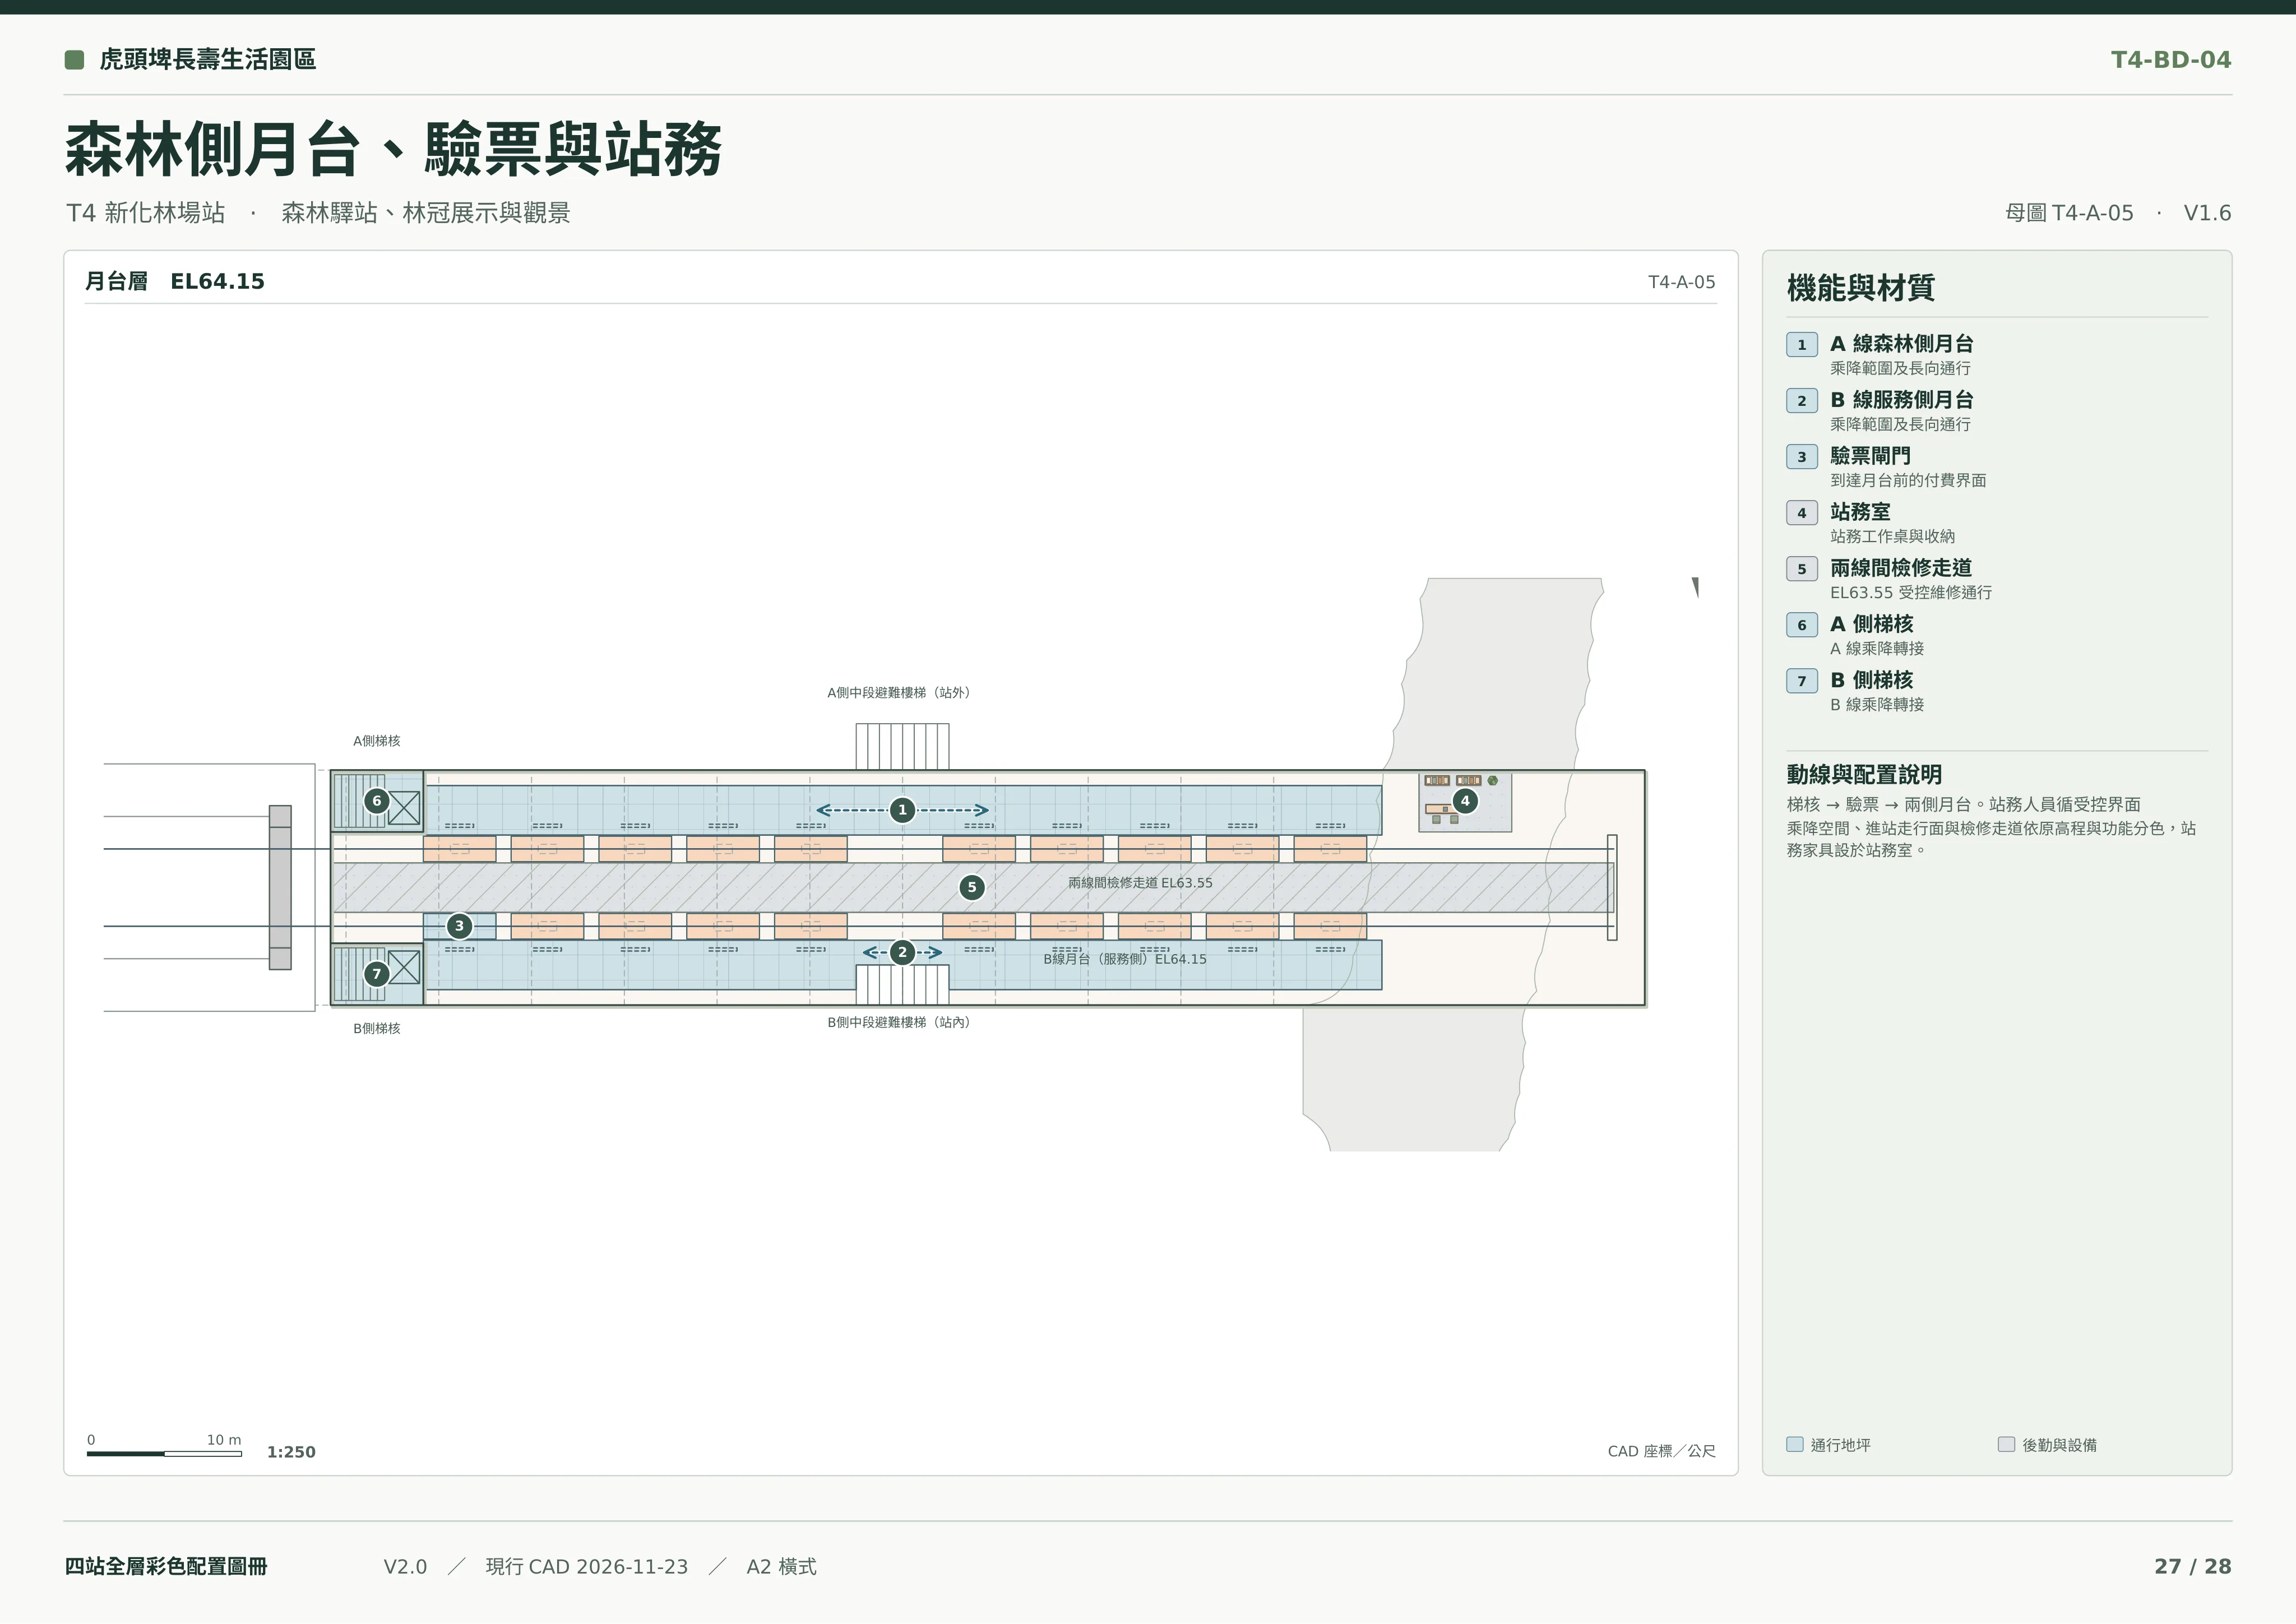 虎頭埤長壽生活園區
T4-BD-04
森林側月台、驗票與站務
T4 新化林場站 · 森林驛站、林冠展示與觀景
母圖 T4-A-05 · V1.6
月台層 EL64.15
T4-A-05
A側中段避難樓梯（站外）
A側梯核
6
1
4
5
兩線間檢修走道 EL63.55
3
2
B線月台（服務側）EL64.15
7
B側梯核
B側中段避難樓梯（站內）
0
10 m
1:250
CAD 座標／公尺
機能與材質
1
A 線森林側月台
乘降範圍及長向通行
2
B 線服務側月台
乘降範圍及長向通行
3
驗票閘門
到達月台前的付費界面
4
站務室
站務工作桌與收納
5
兩線間檢修走道
EL63.55 受控維修通行
6
A 側梯核
A 線乘降轉接
7
B 側梯核
B 線乘降轉接
動線與配置說明
梯核 → 驗票 → 兩側月台。站務人員循受控界面
乘降空間、進站走行面與檢修走道依原高程與功能分色，站
務家具設於站務室。
通行地坪
後勤與設備
四站全層彩色配置圖冊
V2.0 ／ 現行 CAD 2026-11-23 ／ A2 橫式
27 / 28